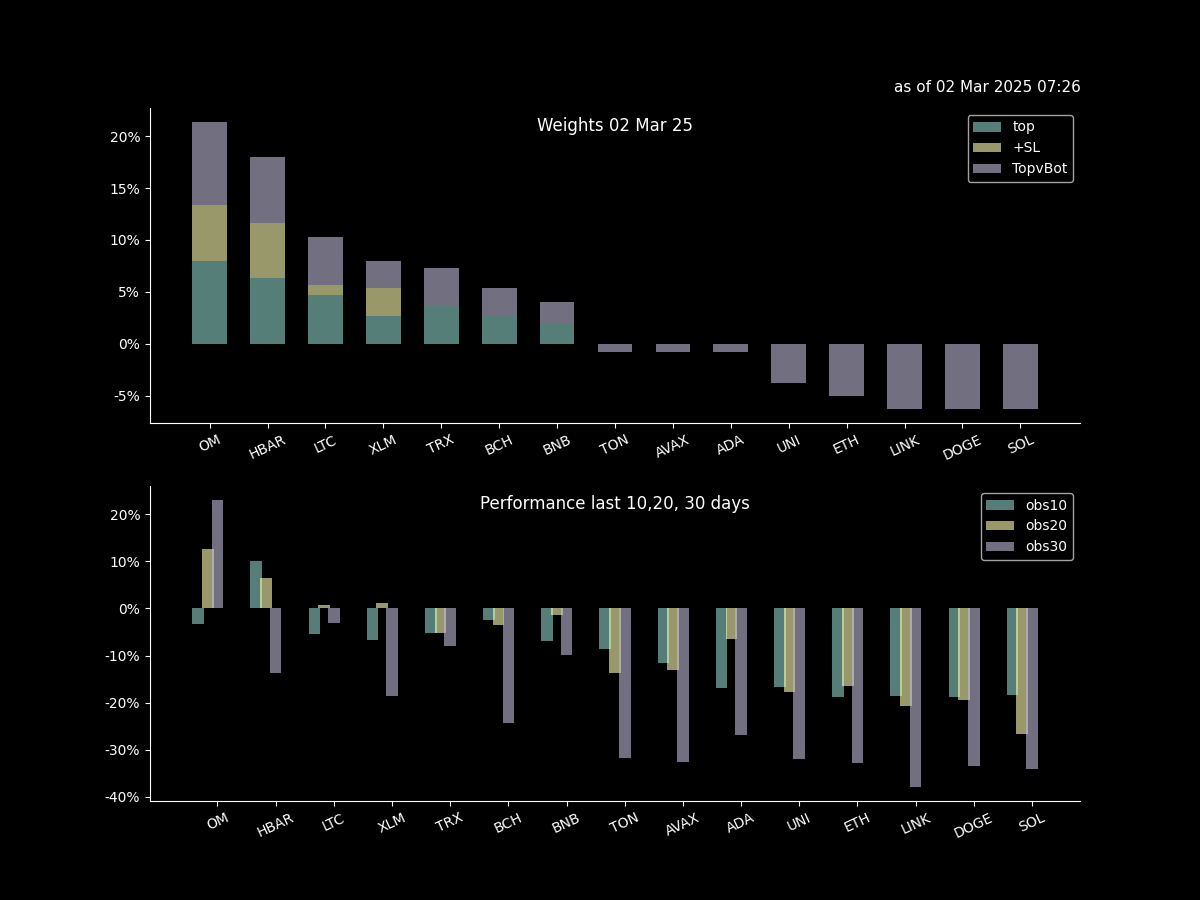 as of 02 Mar 2025 07:26
Weights 02 Mar 25
top
+SL
TopvBot
20%
15%
10%
5%
0%
-5%
OM HBAR LTC XLM TRX BCH BNB TON AVAX ADA UNI ETH LINK DOGE SOL
Performance last 10,20, 30 days
obs10
obs20
obs30
20%
10%
0%
-10%
-20%
-30%
-40%
OM HBAR LTC XLM TRX BCH BNB TON AVAX ADA UNI ETH LINK DOGE SOL